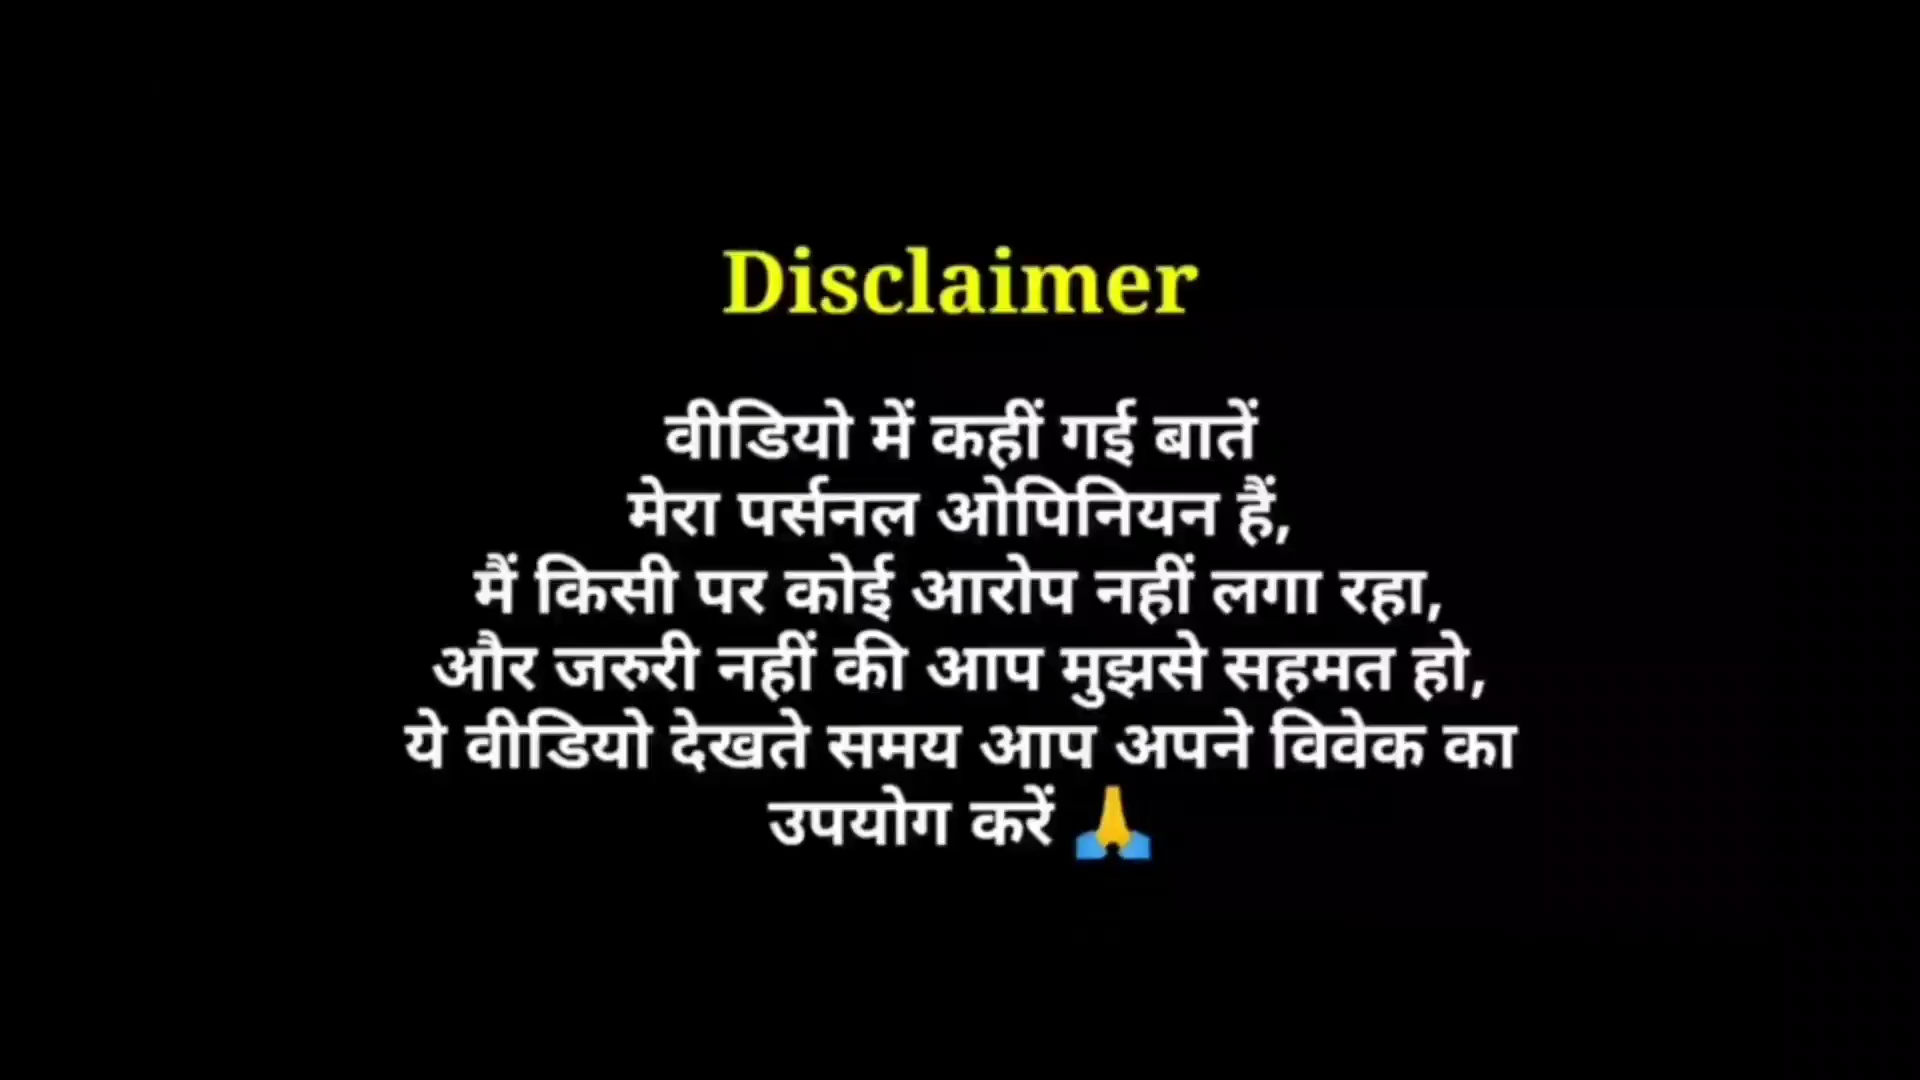 Disclaimer
वीडियो में कहीं गई बातें
मेरा पर्सनल ओपिनियन हैं,
मैं किसी पर कोई आरोप नहीं लगा रहा,
और जरुरी नहीं की आप मुझसे सहमत हो,
ये वीडियो देखते समय आप अपने विवेक का
उपयोग करें 🙏